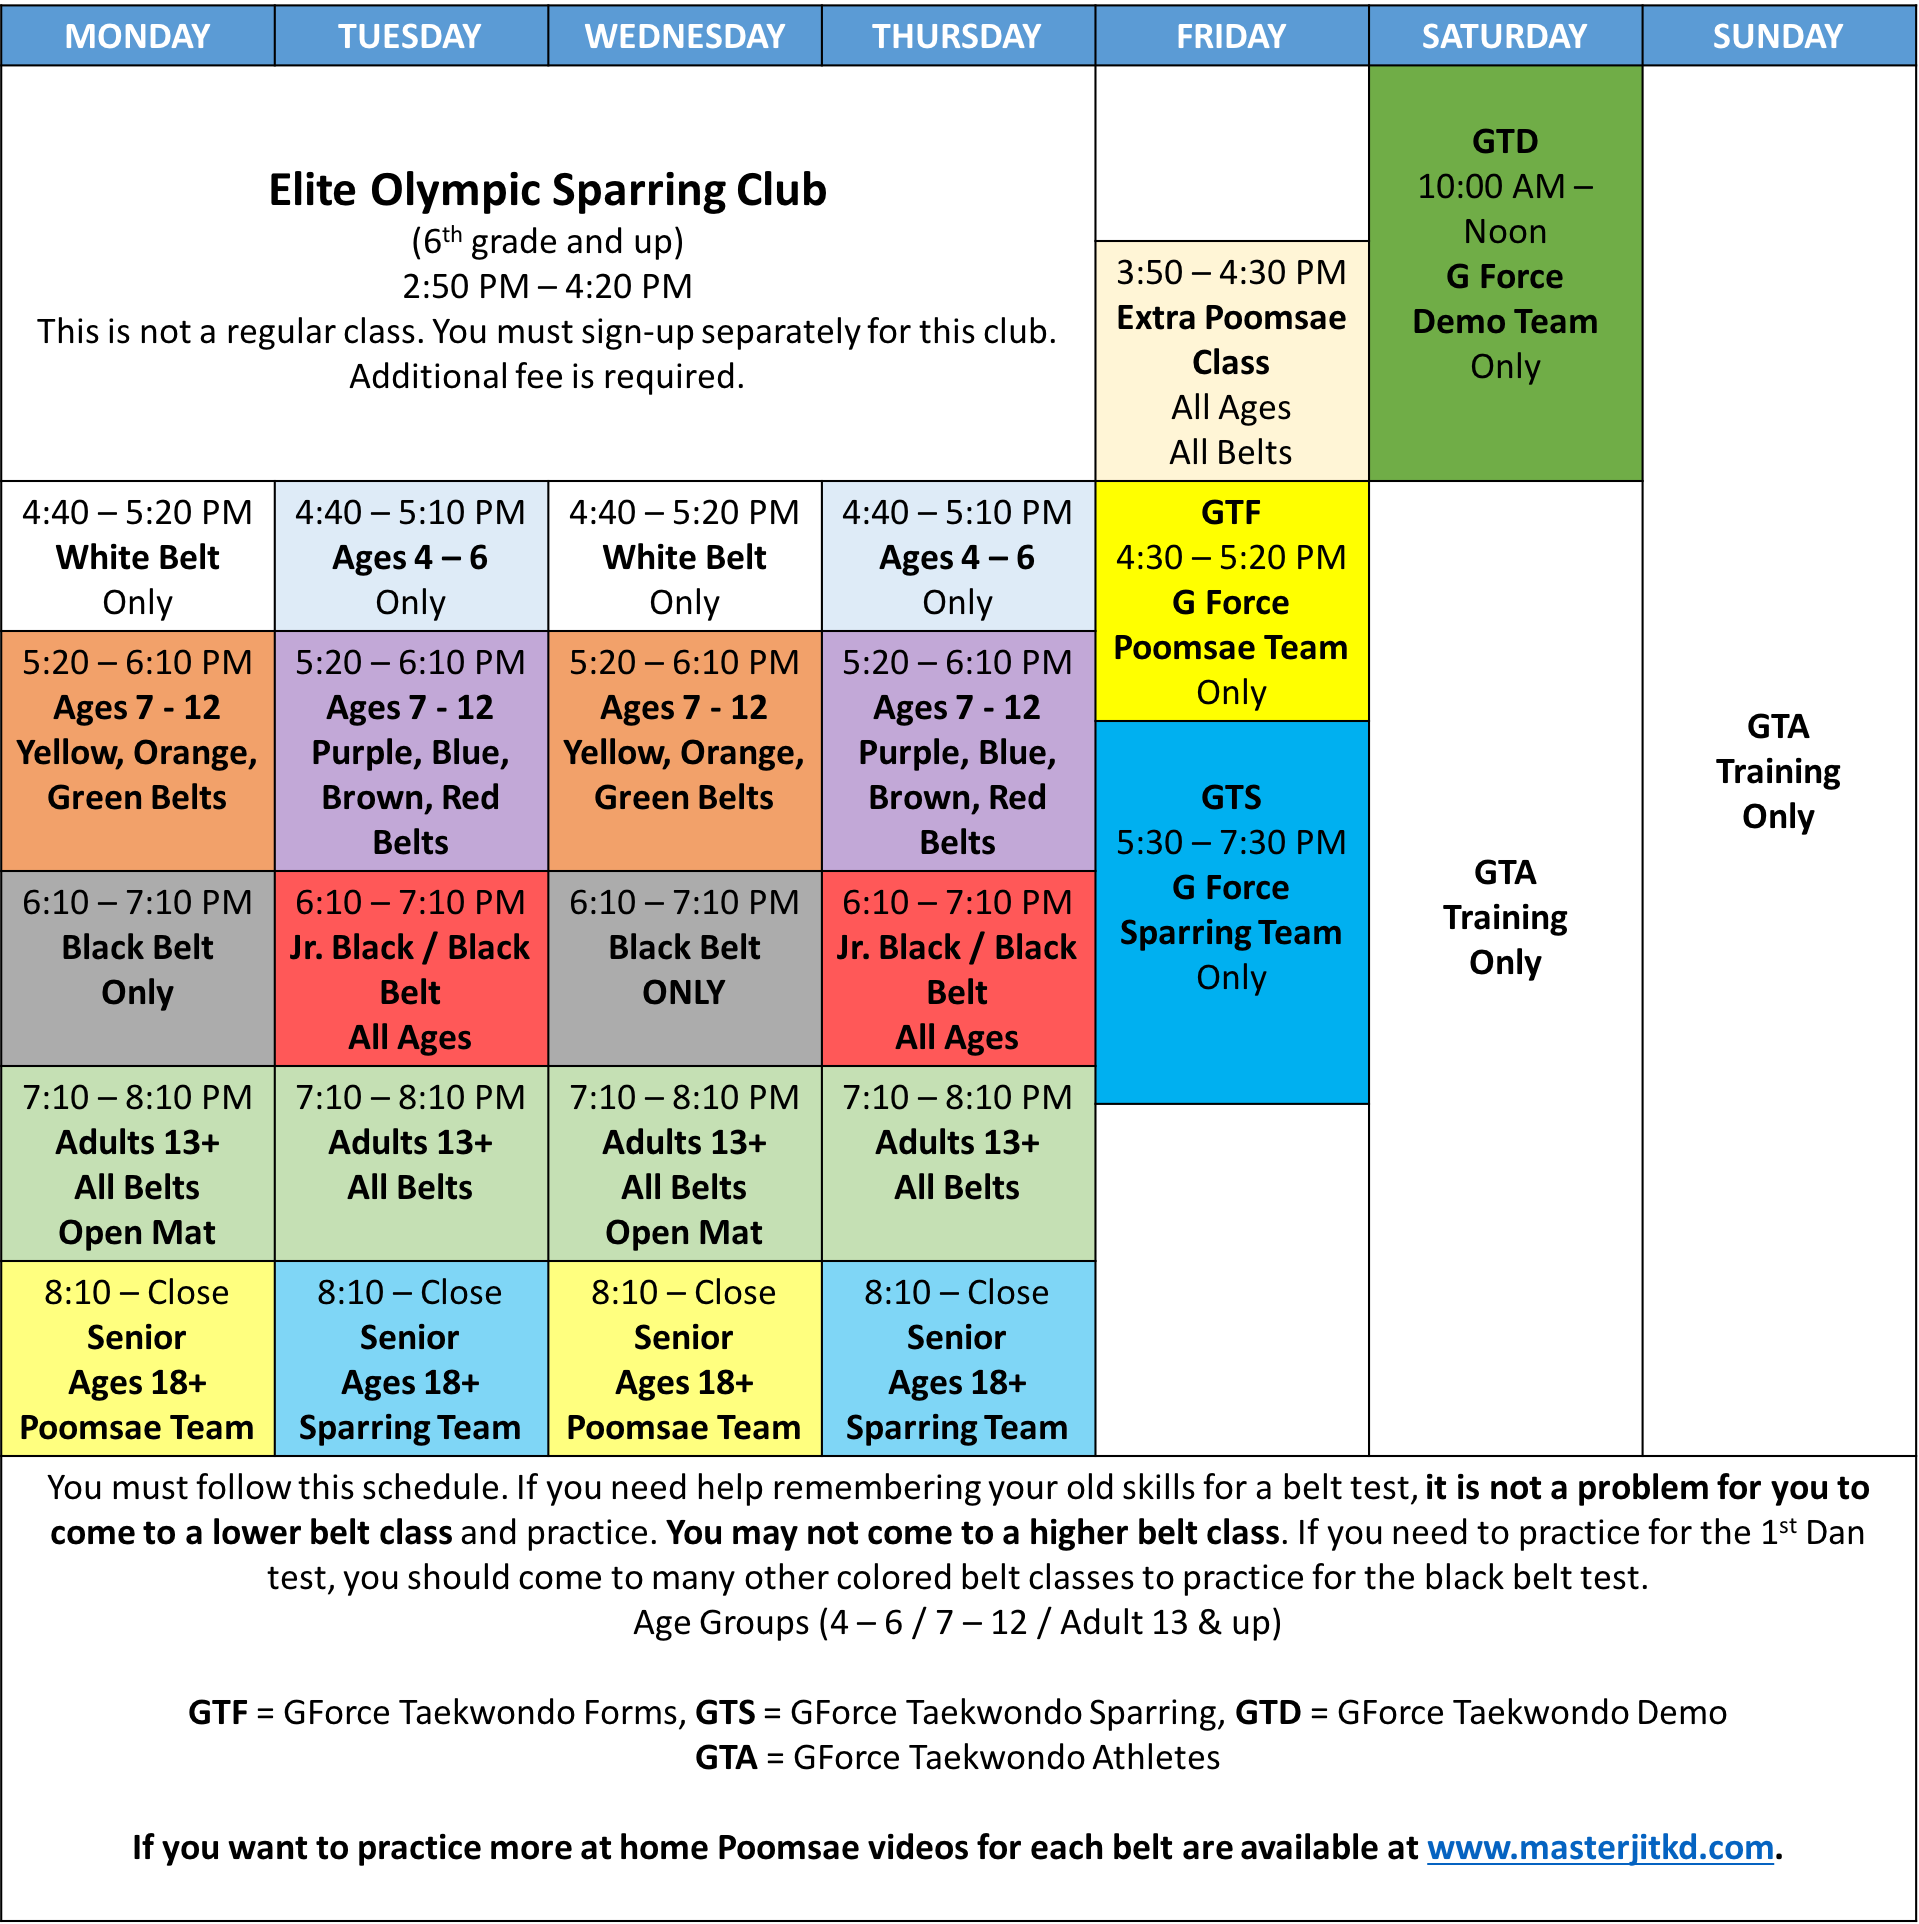 MONDAY
TUESDAY
WEDNESDAY
THURSDAY
FRIDAY
SATURDAY
SUNDAY
Elite Olympic Sparring Club
(6th grade and up)
2:50 PM – 4:20 PM
This is not a regular class. You must sign-up separately for this club.
Additional fee is required.
3:50 – 4:30 PM
Extra Poomsae
Class
All Ages
All Belts
GTD
10:00 AM –
Noon
G Force
Demo Team
Only
GTA
Training
Only
4:40 – 5:20 PM
White Belt
Only
4:40 – 5:10 PM
Ages 4 – 6
Only
4:40 – 5:20 PM
White Belt
Only
4:40 – 5:10 PM
Ages 4 – 6
Only
GTF
4:30 – 5:20 PM
G Force
Poomsae Team
Only
GTA
Training
Only
5:20 – 6:10 PM
Ages 7 - 12
Yellow, Orange,
Green Belts
5:20 – 6:10 PM
Ages 7 - 12
Purple, Blue,
Brown, Red
Belts
5:20 – 6:10 PM
Ages 7 - 12
Yellow, Orange,
Green Belts
5:20 – 6:10 PM
Ages 7 - 12
Purple, Blue,
Brown, Red
Belts
GTS
5:30 – 7:30 PM
G Force
Sparring Team
Only
6:10 – 7:10 PM
Black Belt
Only
6:10 – 7:10 PM
Jr. Black / Black
Belt
All Ages
6:10 – 7:10 PM
Black Belt
ONLY
6:10 – 7:10 PM
Jr. Black / Black
Belt
All Ages
7:10 – 8:10 PM
Adults 13+
All Belts
Open Mat
7:10 – 8:10 PM
Adults 13+
All Belts
7:10 – 8:10 PM
Adults 13+
All Belts
Open Mat
7:10 – 8:10 PM
Adults 13+
All Belts
8:10 – Close
Senior
Ages 18+
Poomsae Team
8:10 – Close
Senior
Ages 18+
Sparring Team
8:10 – Close
Senior
Ages 18+
Poomsae Team
8:10 – Close
Senior
Ages 18+
Sparring Team
You must follow this schedule. If you need help remembering your old skills for a belt test, it is not a problem for you to
come to a lower belt class and practice. You may not come to a higher belt class. If you need to practice for the 1st Dan
test, you should come to many other colored belt classes to practice for the black belt test.
Age Groups (4 – 6 / 7 – 12 / Adult 13 & up)
GTF = GForce Taekwondo Forms, GTS = GForce Taekwondo Sparring, GTD = GForce Taekwondo Demo
GTA = GForce Taekwondo Athletes
If you want to practice more at home Poomsae videos for each belt are available at www.masterjitkd.com.